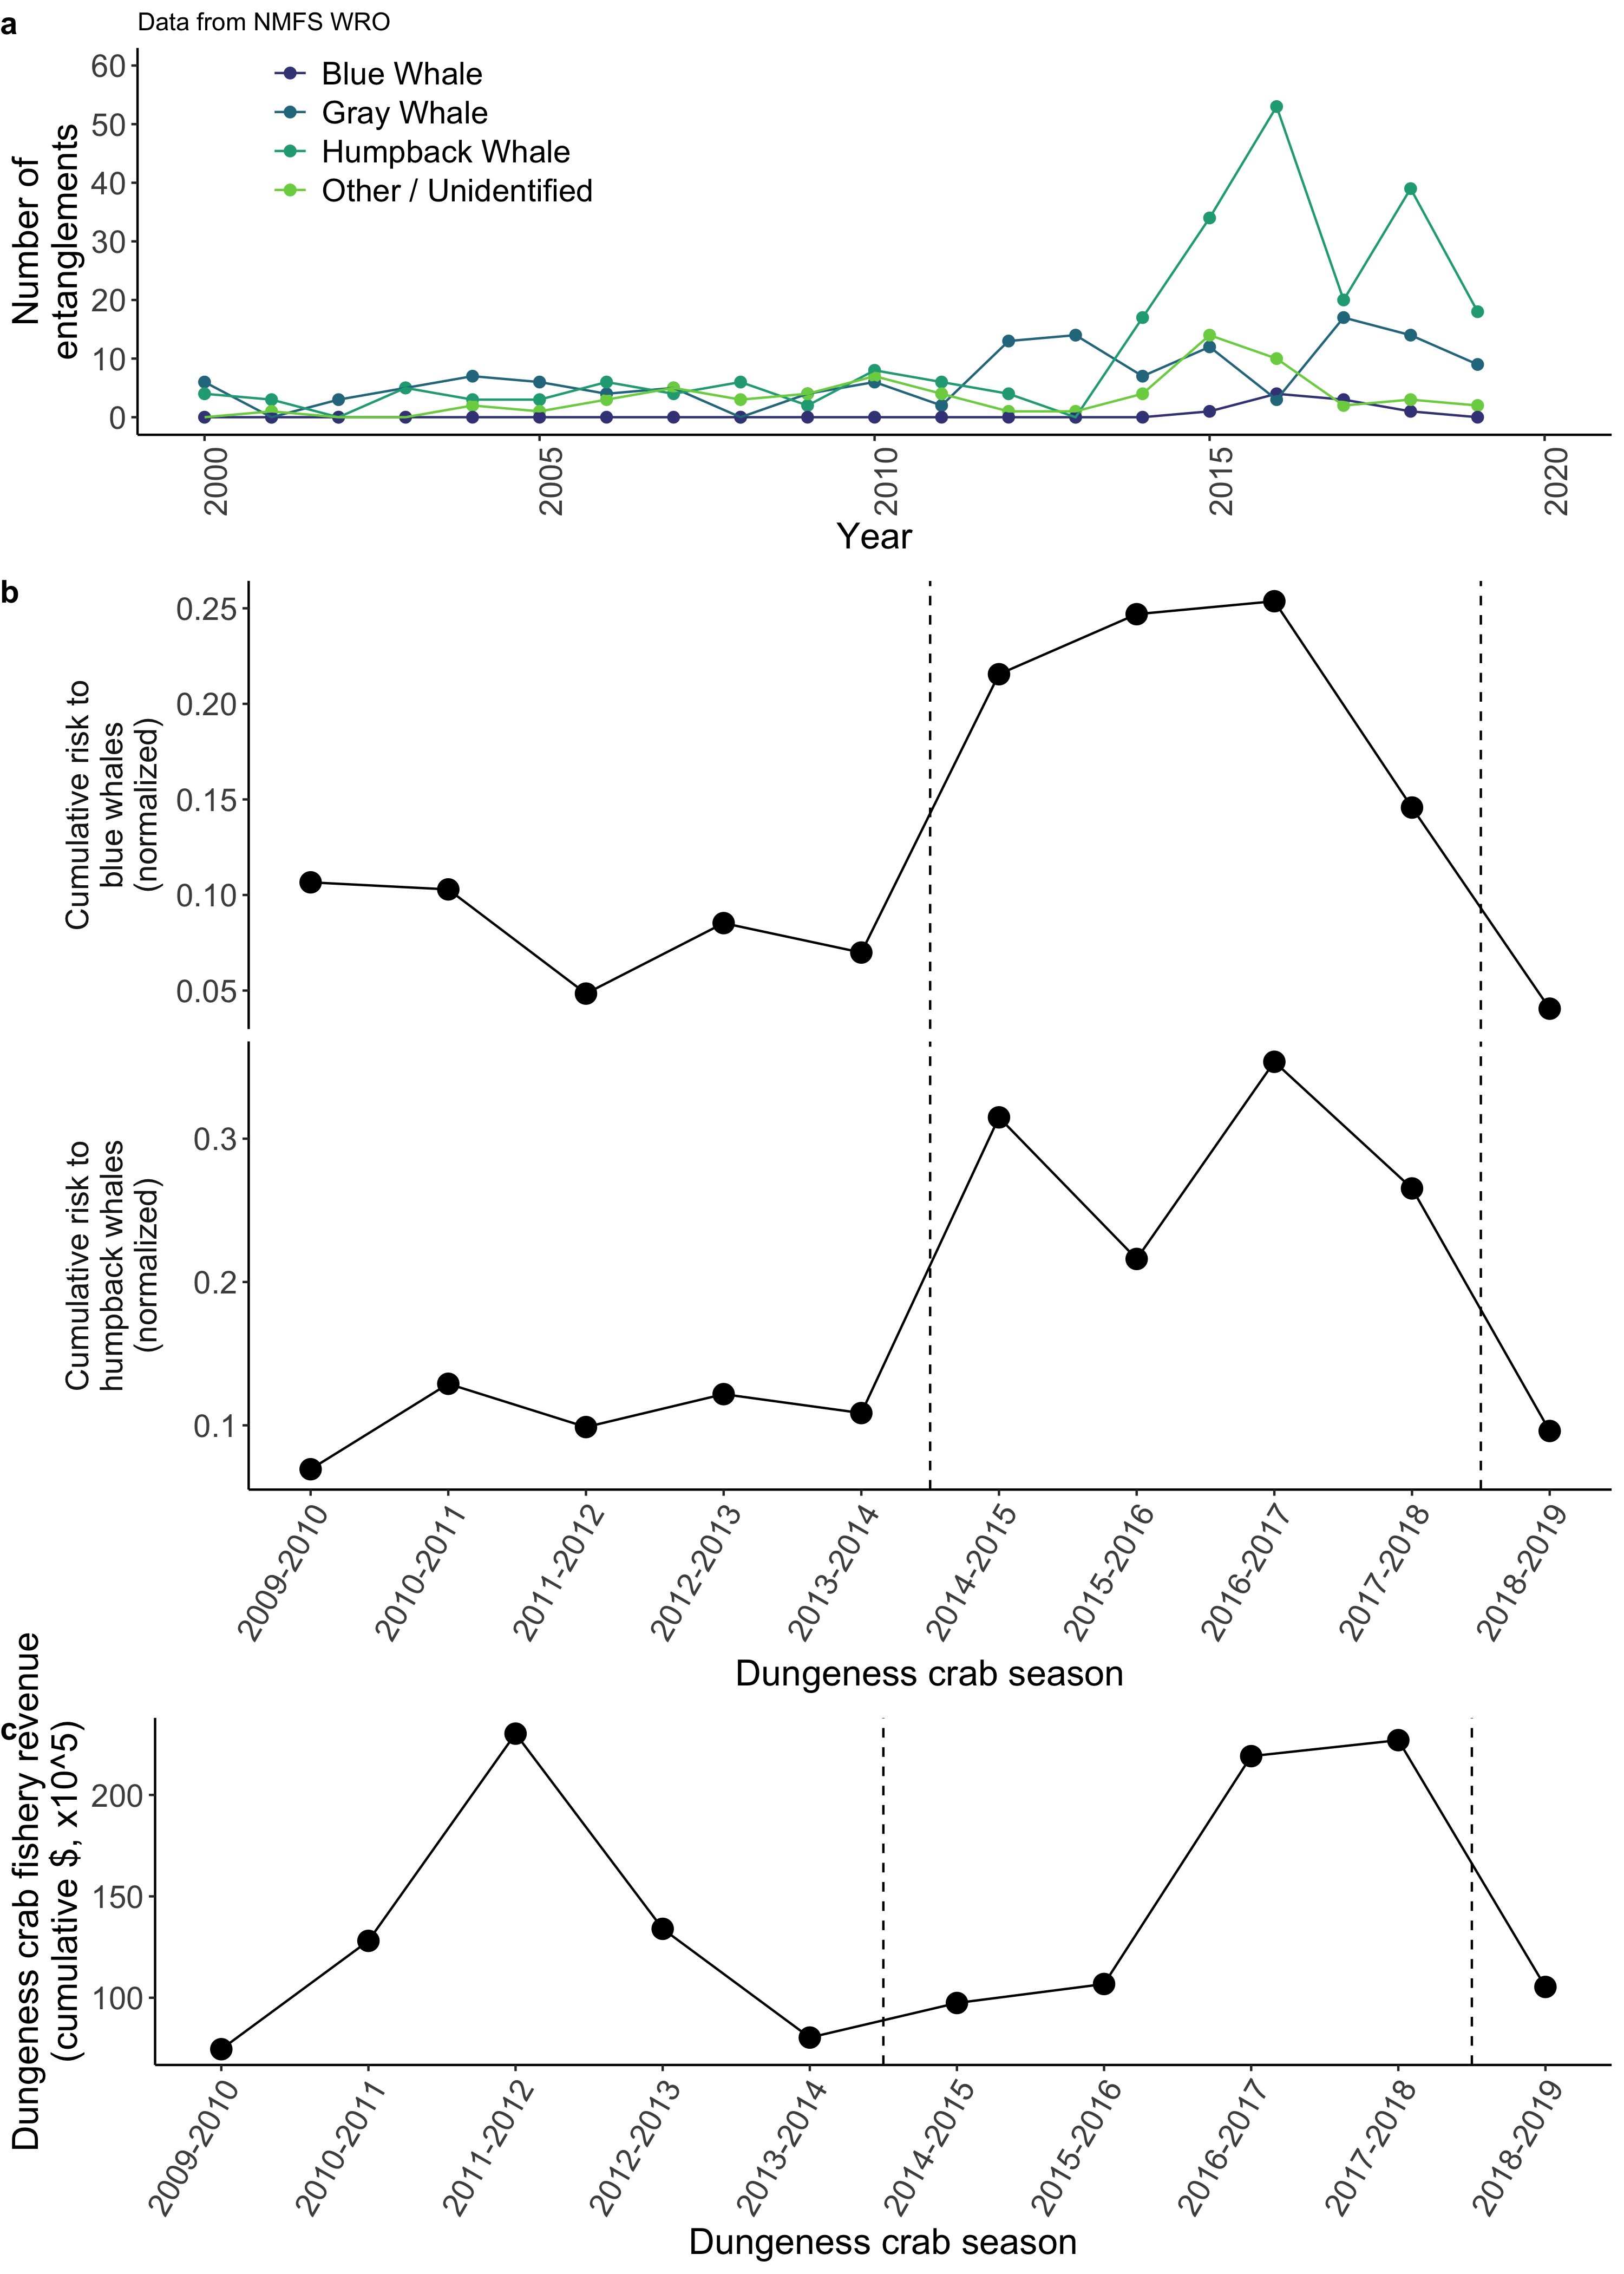 a
Data from NMFS WRO
Number of
entanglements
60
50
40
30
20
10
0
Blue Whale
Gray Whale
Humpback Whale
Other / Unidentified
2000
2005
2010
2015
2020
Year
b
Cumulative risk to
blue whales
(normalized)
0.25
0.20
0.15
0.10
0.05
Cumulative risk to
humpback whales
(normalized)
0.3
0.2
0.1
2009-2010
2010-2011
2011-2012
2012-2013
2013-2014
2014-2015
2015-2016
2016-2017
2017-2018
2018-2019
Dungeness crab season
c
Dungeness crab fishery revenue
(cumulative $, x10^5)
200
150
100
2009-2010
2010-2011
2011-2012
2012-2013
2013-2014
2014-2015
2015-2016
2016-2017
2017-2018
2018-2019
Dungeness crab season